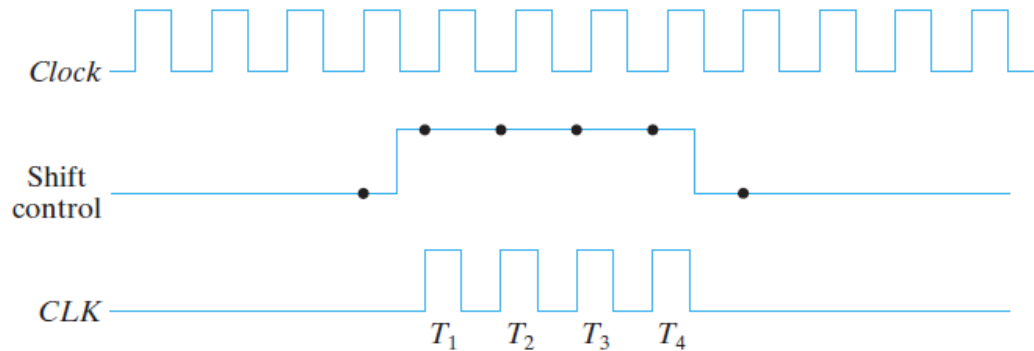 Clock
Shift
control
CLK
T1 T2 T3 T4